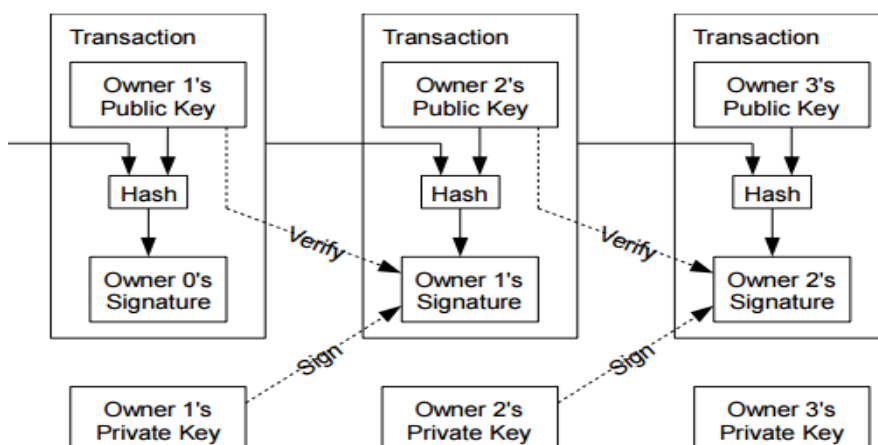 Transaction
Owner 1's
Public Key
Hash
Owner 0's
Signature
Verify
Transaction
Owner 2's
Public Key
Hash
Owner 1's
Signature
Verify
Transaction
Owner 3's
Public Key
Hash
Owner 2's
Signature
Sign
Sign
Owner 1's
Private Key
Owner 2's
Private Key
Owner 3's
Private Key